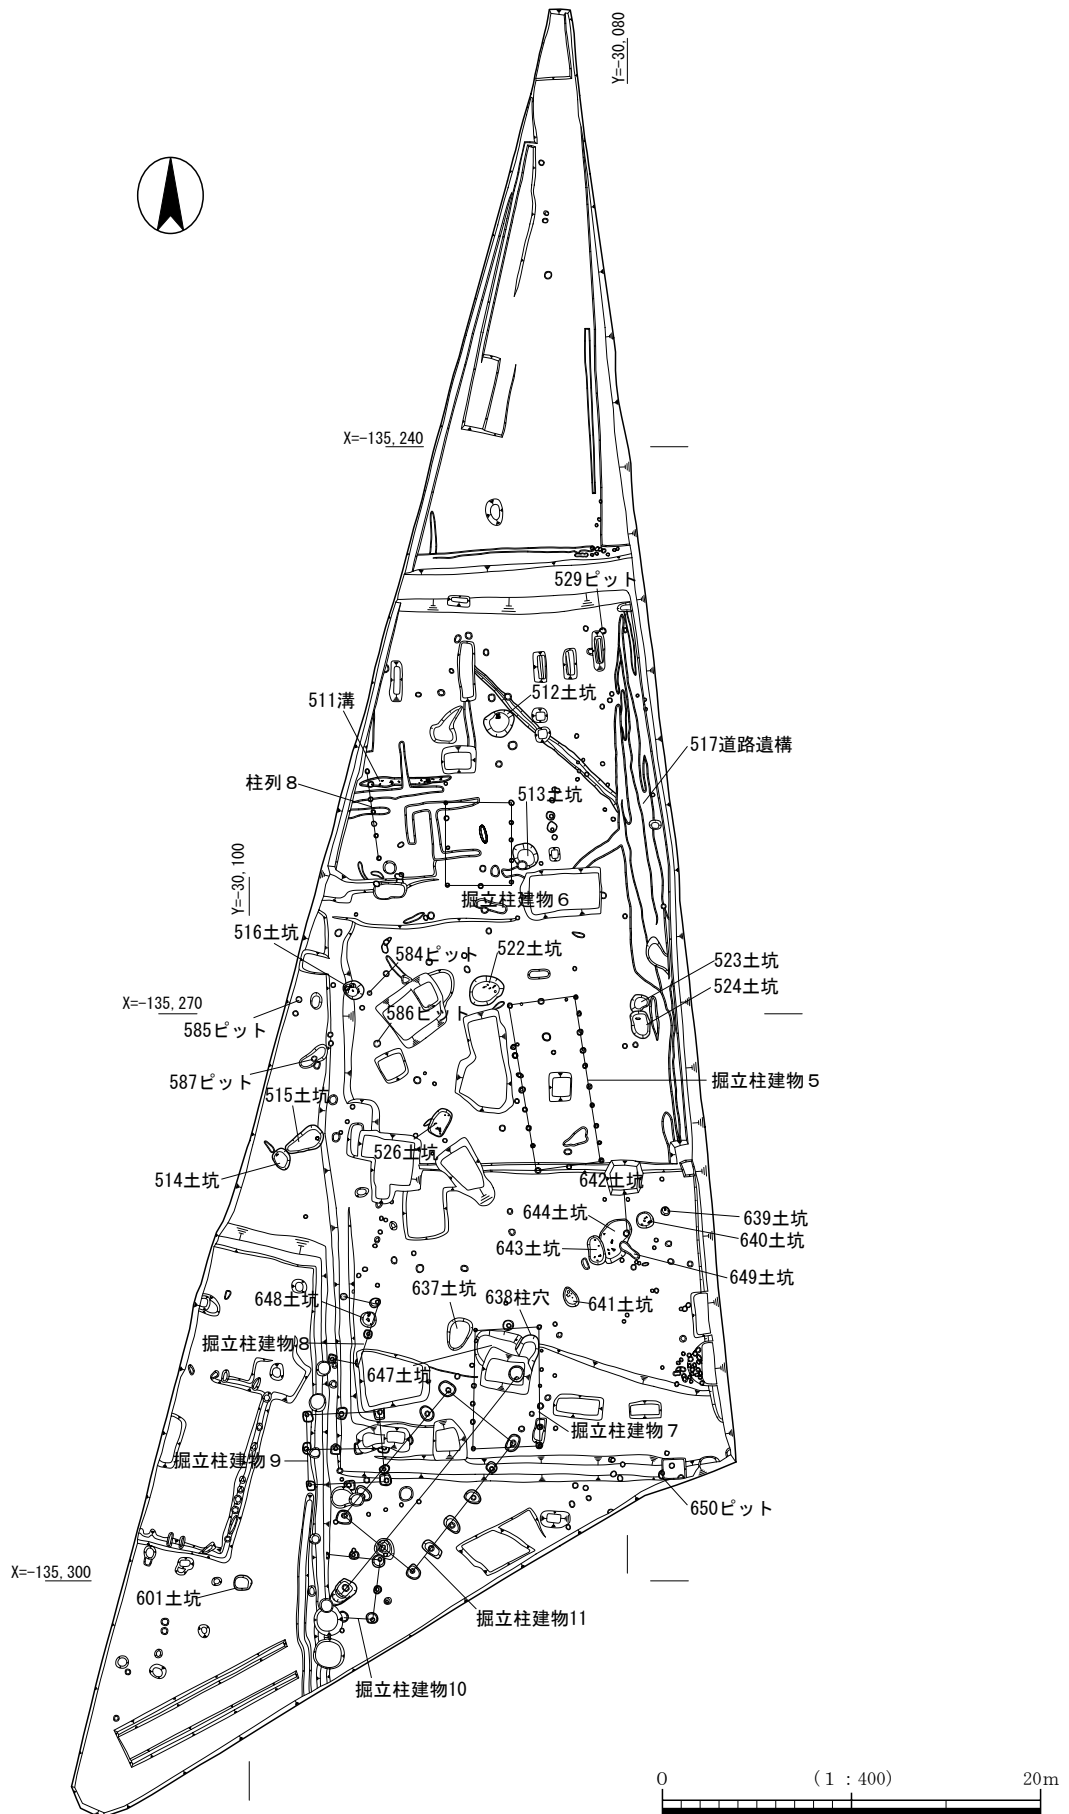 Y=-30,080
X=-135,240
529ピット
512土坑
511溝
517道路遺構
柱列８
513土坑
Y=-30,100
掘立柱建物６
516土坑
584ピット
522土坑
523土坑
524土坑
X=-135,270
586ピット
585ピット
587ピット
掘立柱建物５
515土坑
526土坑
514土坑
642土坑
644土坑
639土坑
643土坑
640土坑
649土坑
637土坑
648土坑
638柱穴
641土坑
掘立柱建物８
647土坑
掘立柱建物７
掘立柱建物９
650ピット
X=-135,300
601土坑
掘立柱建物11
掘立柱建物10
0 （１：400） 20m